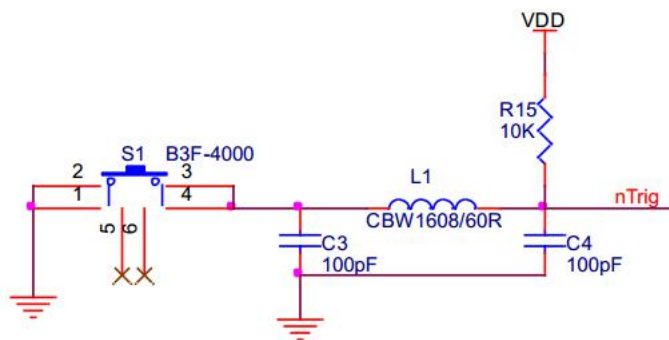 VDD
R15
10K
S1 B3F-4000
2 3
1 4
5 6
L1
CBW1608/60R
nTrig
C3
100pF
C4
100pF